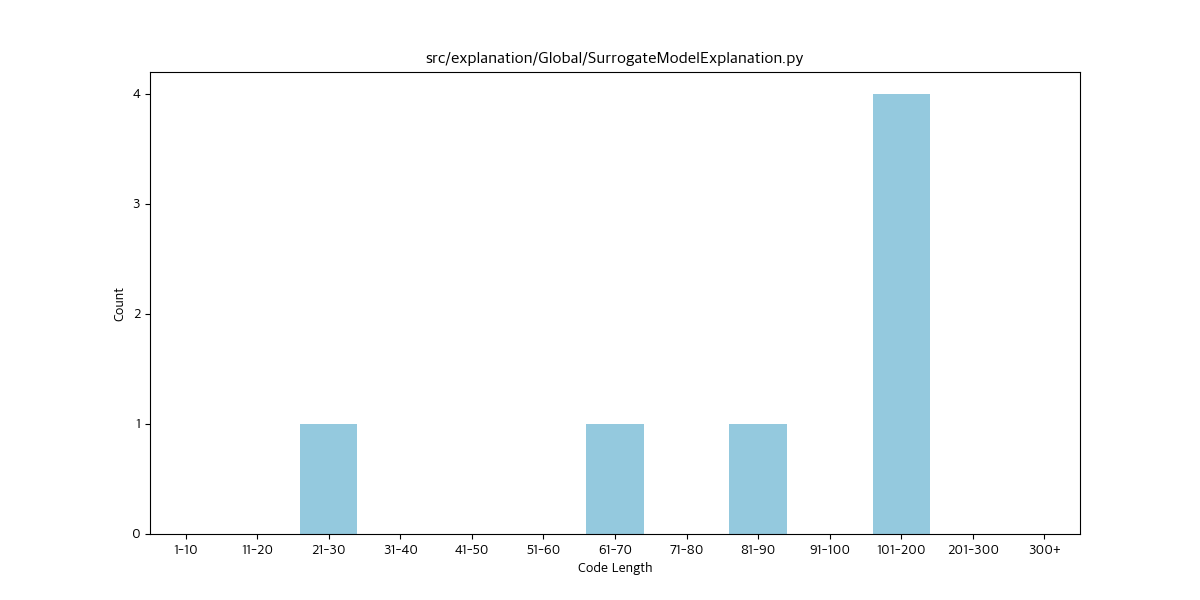 src/explanation/Global/SurrogateModelExplanation.py
4
3
2
1
0
Count
1-10 11-20 21-30 31-40 41-50 51-60 61-70 71-80 81-90 91-100 101-200 201-300 300+
Code Length